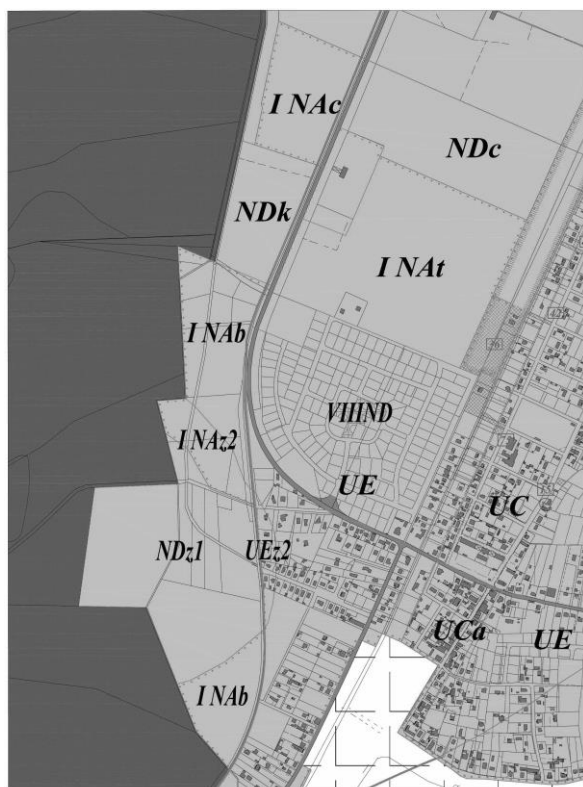 I NAc
NDc
NDk
I NAt
I NAb
VIIIND
I NAz2
UE
UC
NDz1
UEz2
UCa
UE
I NAb